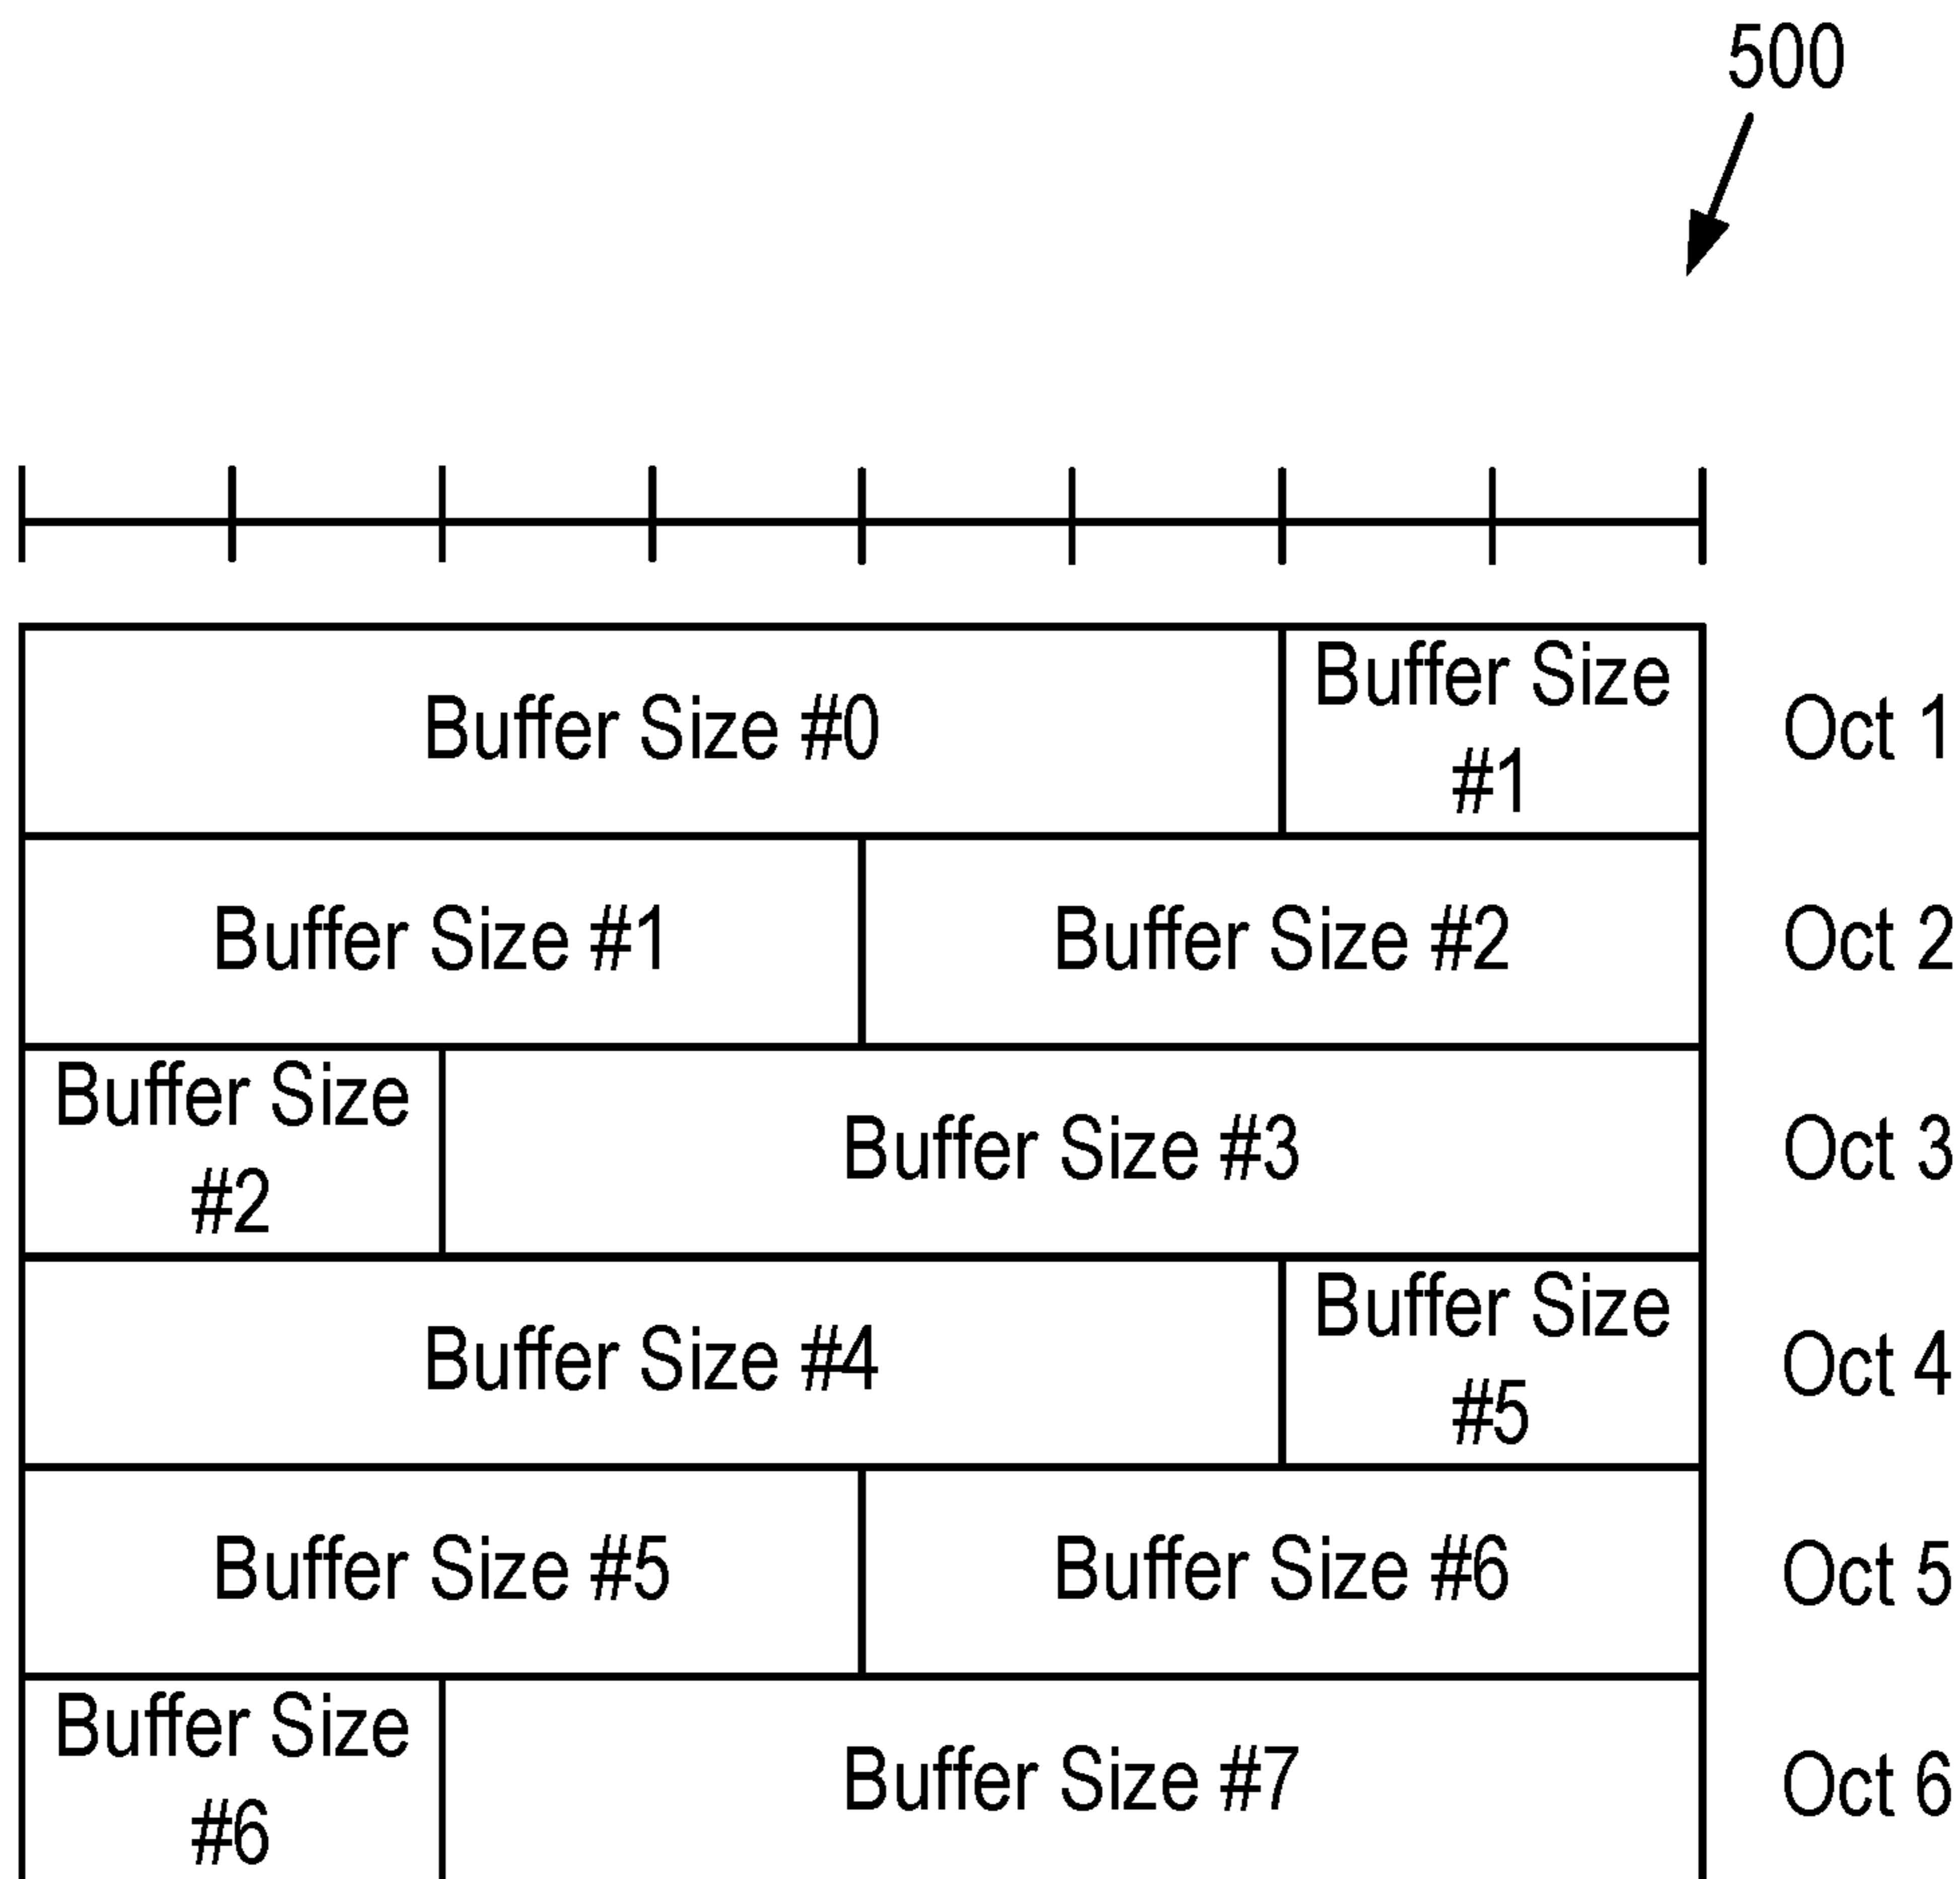 500
Buffer Size #0
Buffer Size
#1
Oct 1
Buffer Size #1
Buffer Size #2
Oct 2
Buffer Size
#2
Buffer Size #3
Oct 3
Buffer Size #4
Buffer Size
#5
Oct 4
Buffer Size #5
Buffer Size #6
Oct 5
Buffer Size
#6
Buffer Size #7
Oct 6